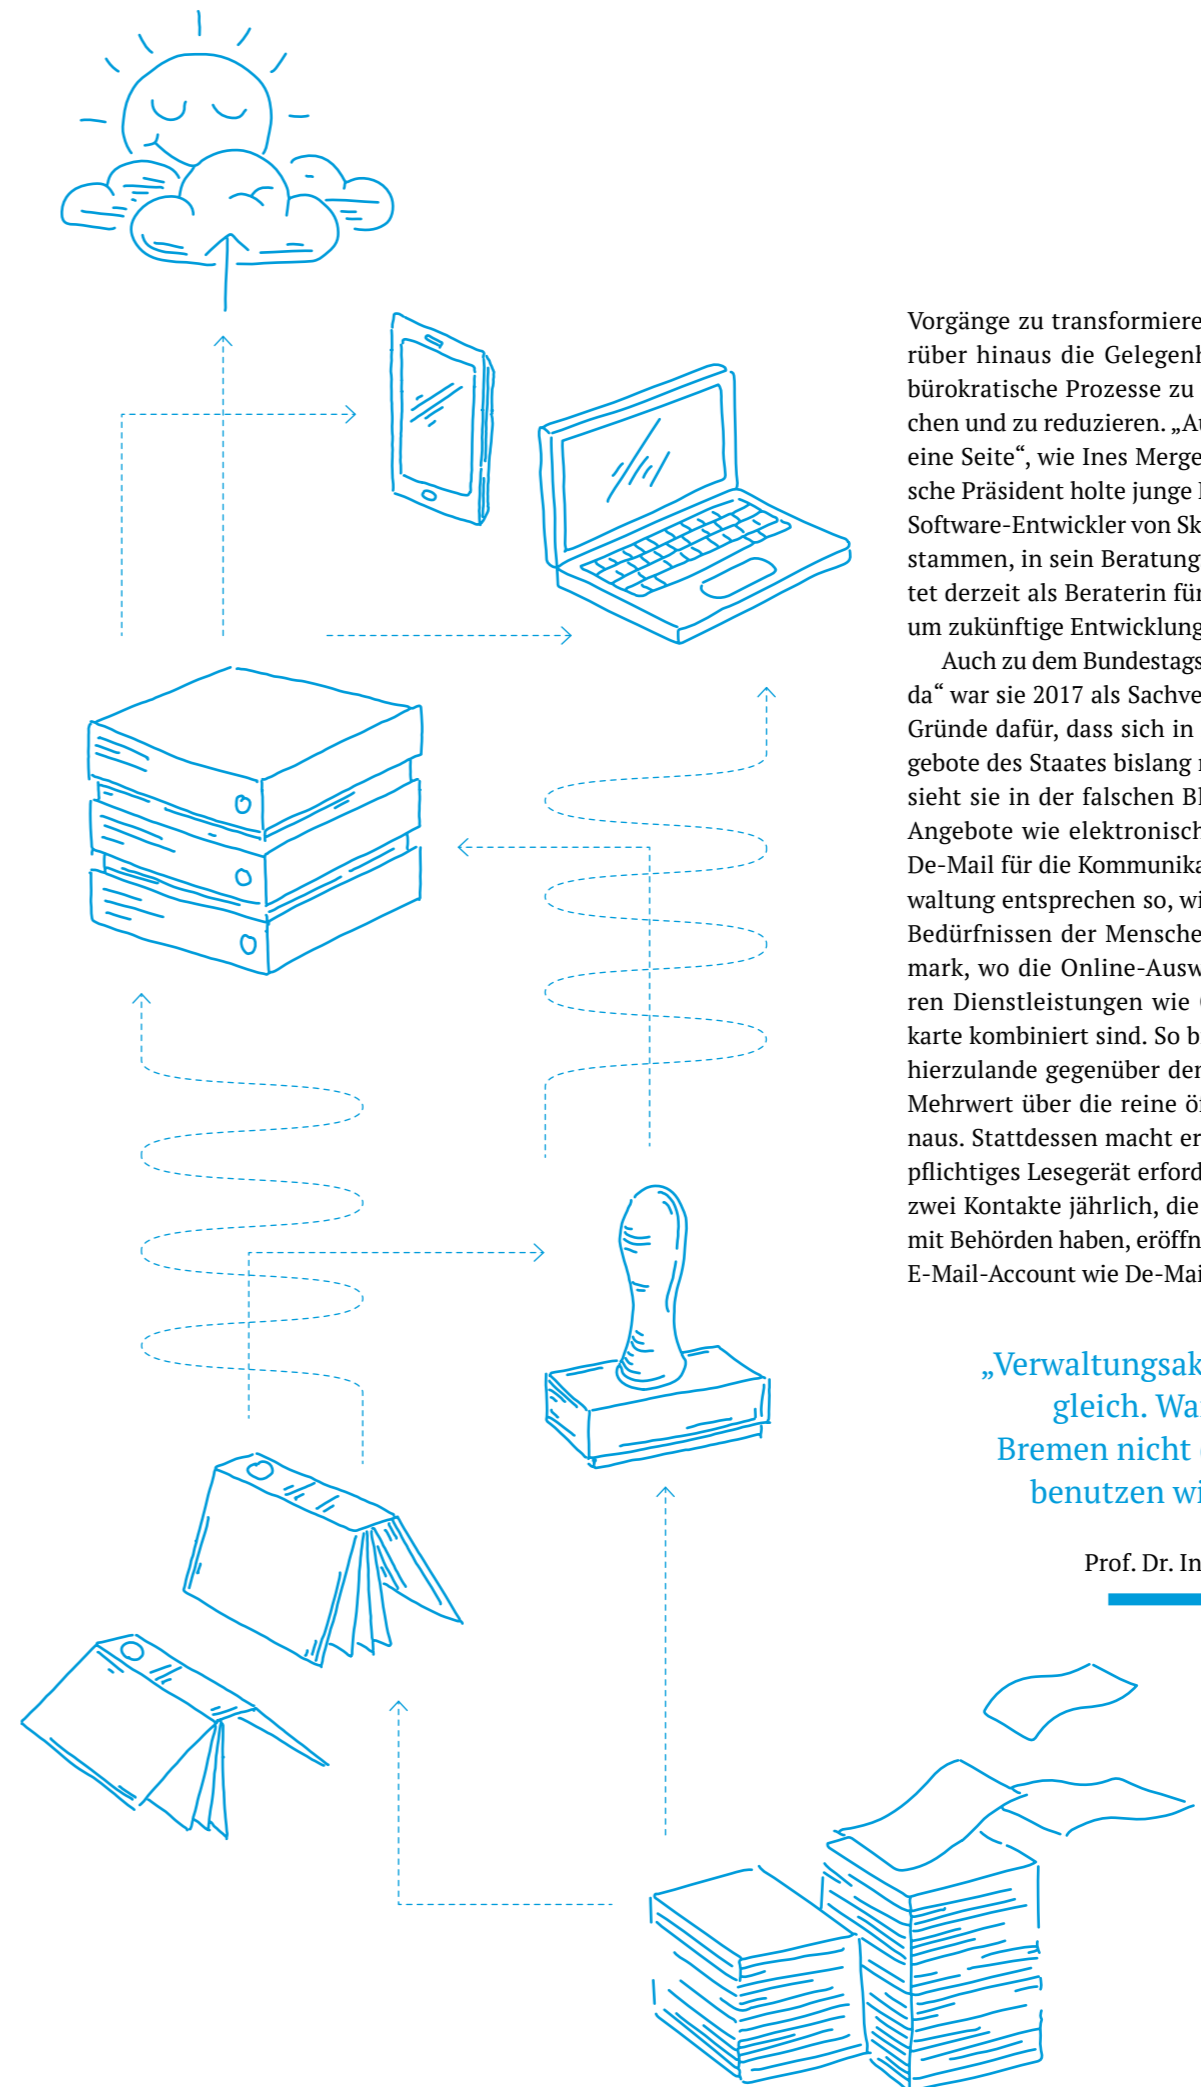 Vorgänge zu transformiere
rüber hinaus die Gelegenh
bürokratische Prozesse zu
chen und zu reduzieren. „Au
eine Seite“, wie Ines Merge
sche Präsident holte junge
Software-Entwickler von Sk
stammen, in sein Beratung
tet derzeit als Beraterin für
um zukünftige Entwicklung
Auch zu dem Bundestags
da“ war sie 2017 als Sachve
Gründe dafür, dass sich in
gebote des Staates bislang
sieht sie in der falschen Bl
Angebote wie elektronisch
De-Mail für die Kommunika
waltung entsprechen so, wi
Bedürfnissen der Mensche
mark, wo die Online-Ausw
ren Dienstleistungen wie
karte kombiniert sind. So b
hierzulande gegenüber der
Mehrwert über die reine öf
naus. Stattdessen macht er
pflichtiges Lesegerät erford
zwei Kontakte jährlich, die
mit Behörden haben, eröffn
E-Mail-Account wie De-Mai
„Verwaltungsak
gleich. Wa
Bremen nicht
benutzen wi
Prof. Dr. In